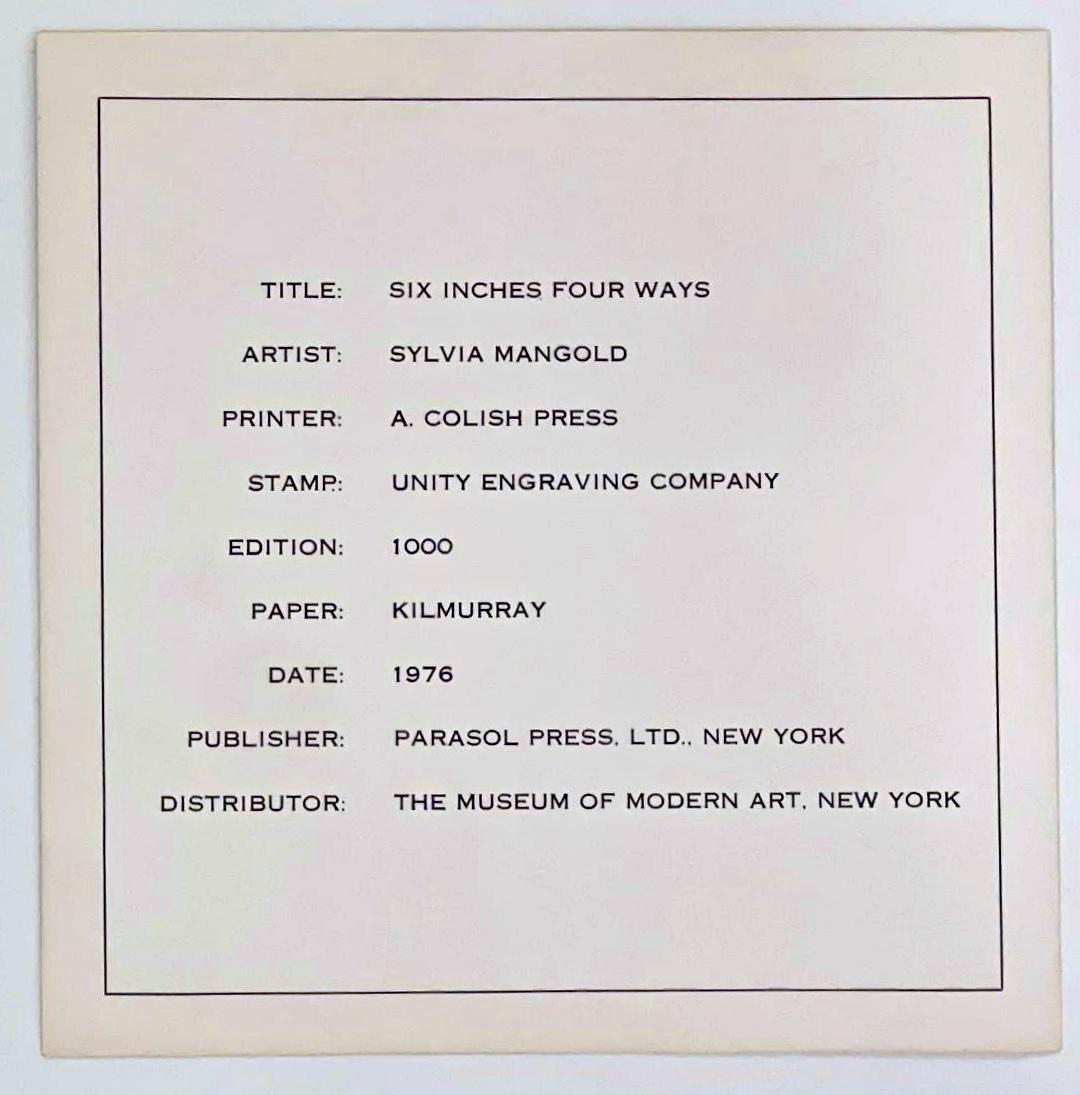 TITLE: SIX INCHES FOUR WAYS
ARTIST: SYLVIA MANGOLD
PRINTER: A. COLISH PRESS
STAMP: UNITY ENGRAVING COMPANY
EDITION: 1000
PAPER: KILMURRAY
DATE: 1976
PUBLISHER: PARASOL PRESS, LTD., NEW YORK
DISTRIBUTOR: THE MUSEUM OF MODERN ART, NEW YORK